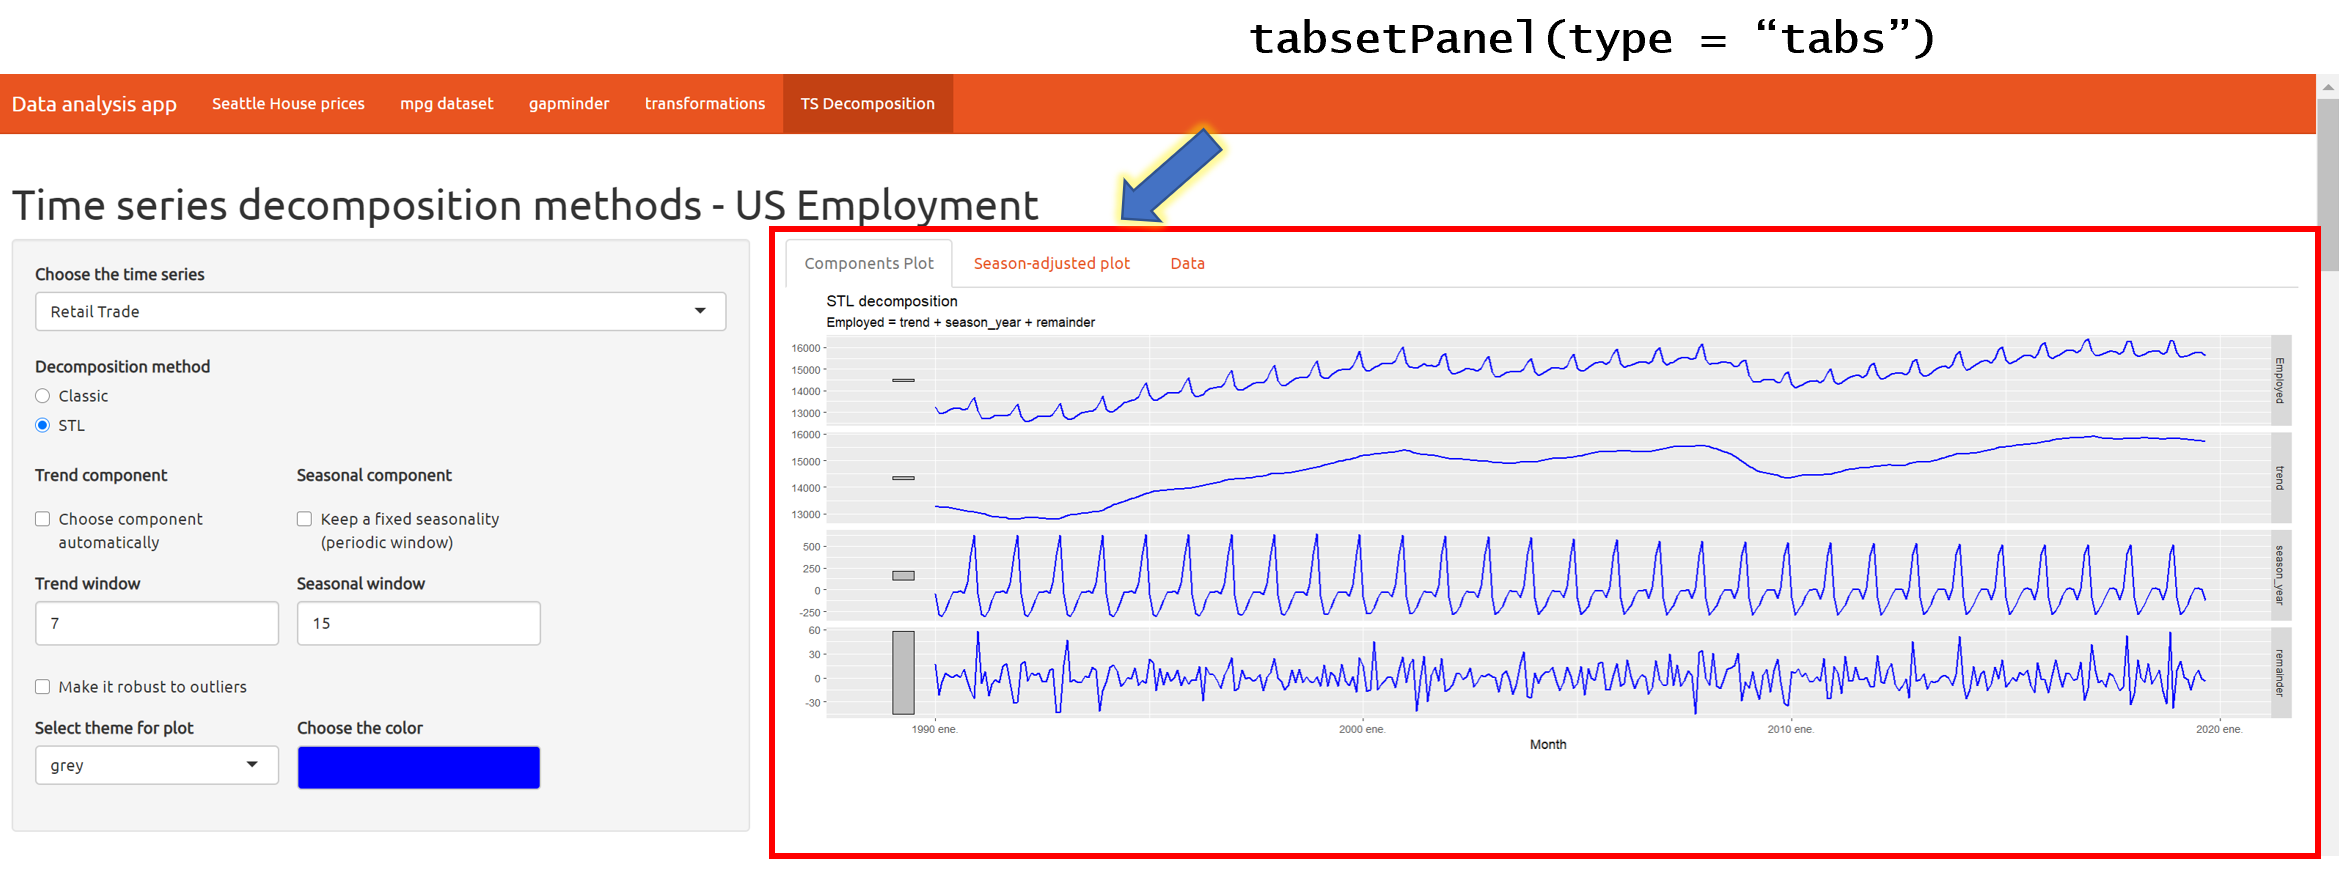 tabsetPanel(type = “tabs”)
Data analysis app Seattle House prices mpg dataset gapminder transformations TS Decomposition
Time series decomposition methods - US Employment
Choose the time series
Retail Trade
Decomposition method
Classic
STL
Trend component Seasonal component
Choose component automatically
Keep a fixed seasonality (periodic window)
Trend window Seasonal window
7 15
Make it robust to outliers
Select theme for plot Choose the color
grey
Components Plot Season-adjusted plot Data
STL decomposition
Employed = trend + season_year + remainder
16000
15000
14000
13000
Employed
16000
15000
14000
13000
trend
500
250
0
-250
season_year
60
30
0
-30
remainder
1990 ene. 2000 ene. 2010 ene. 2020 ene.
Month